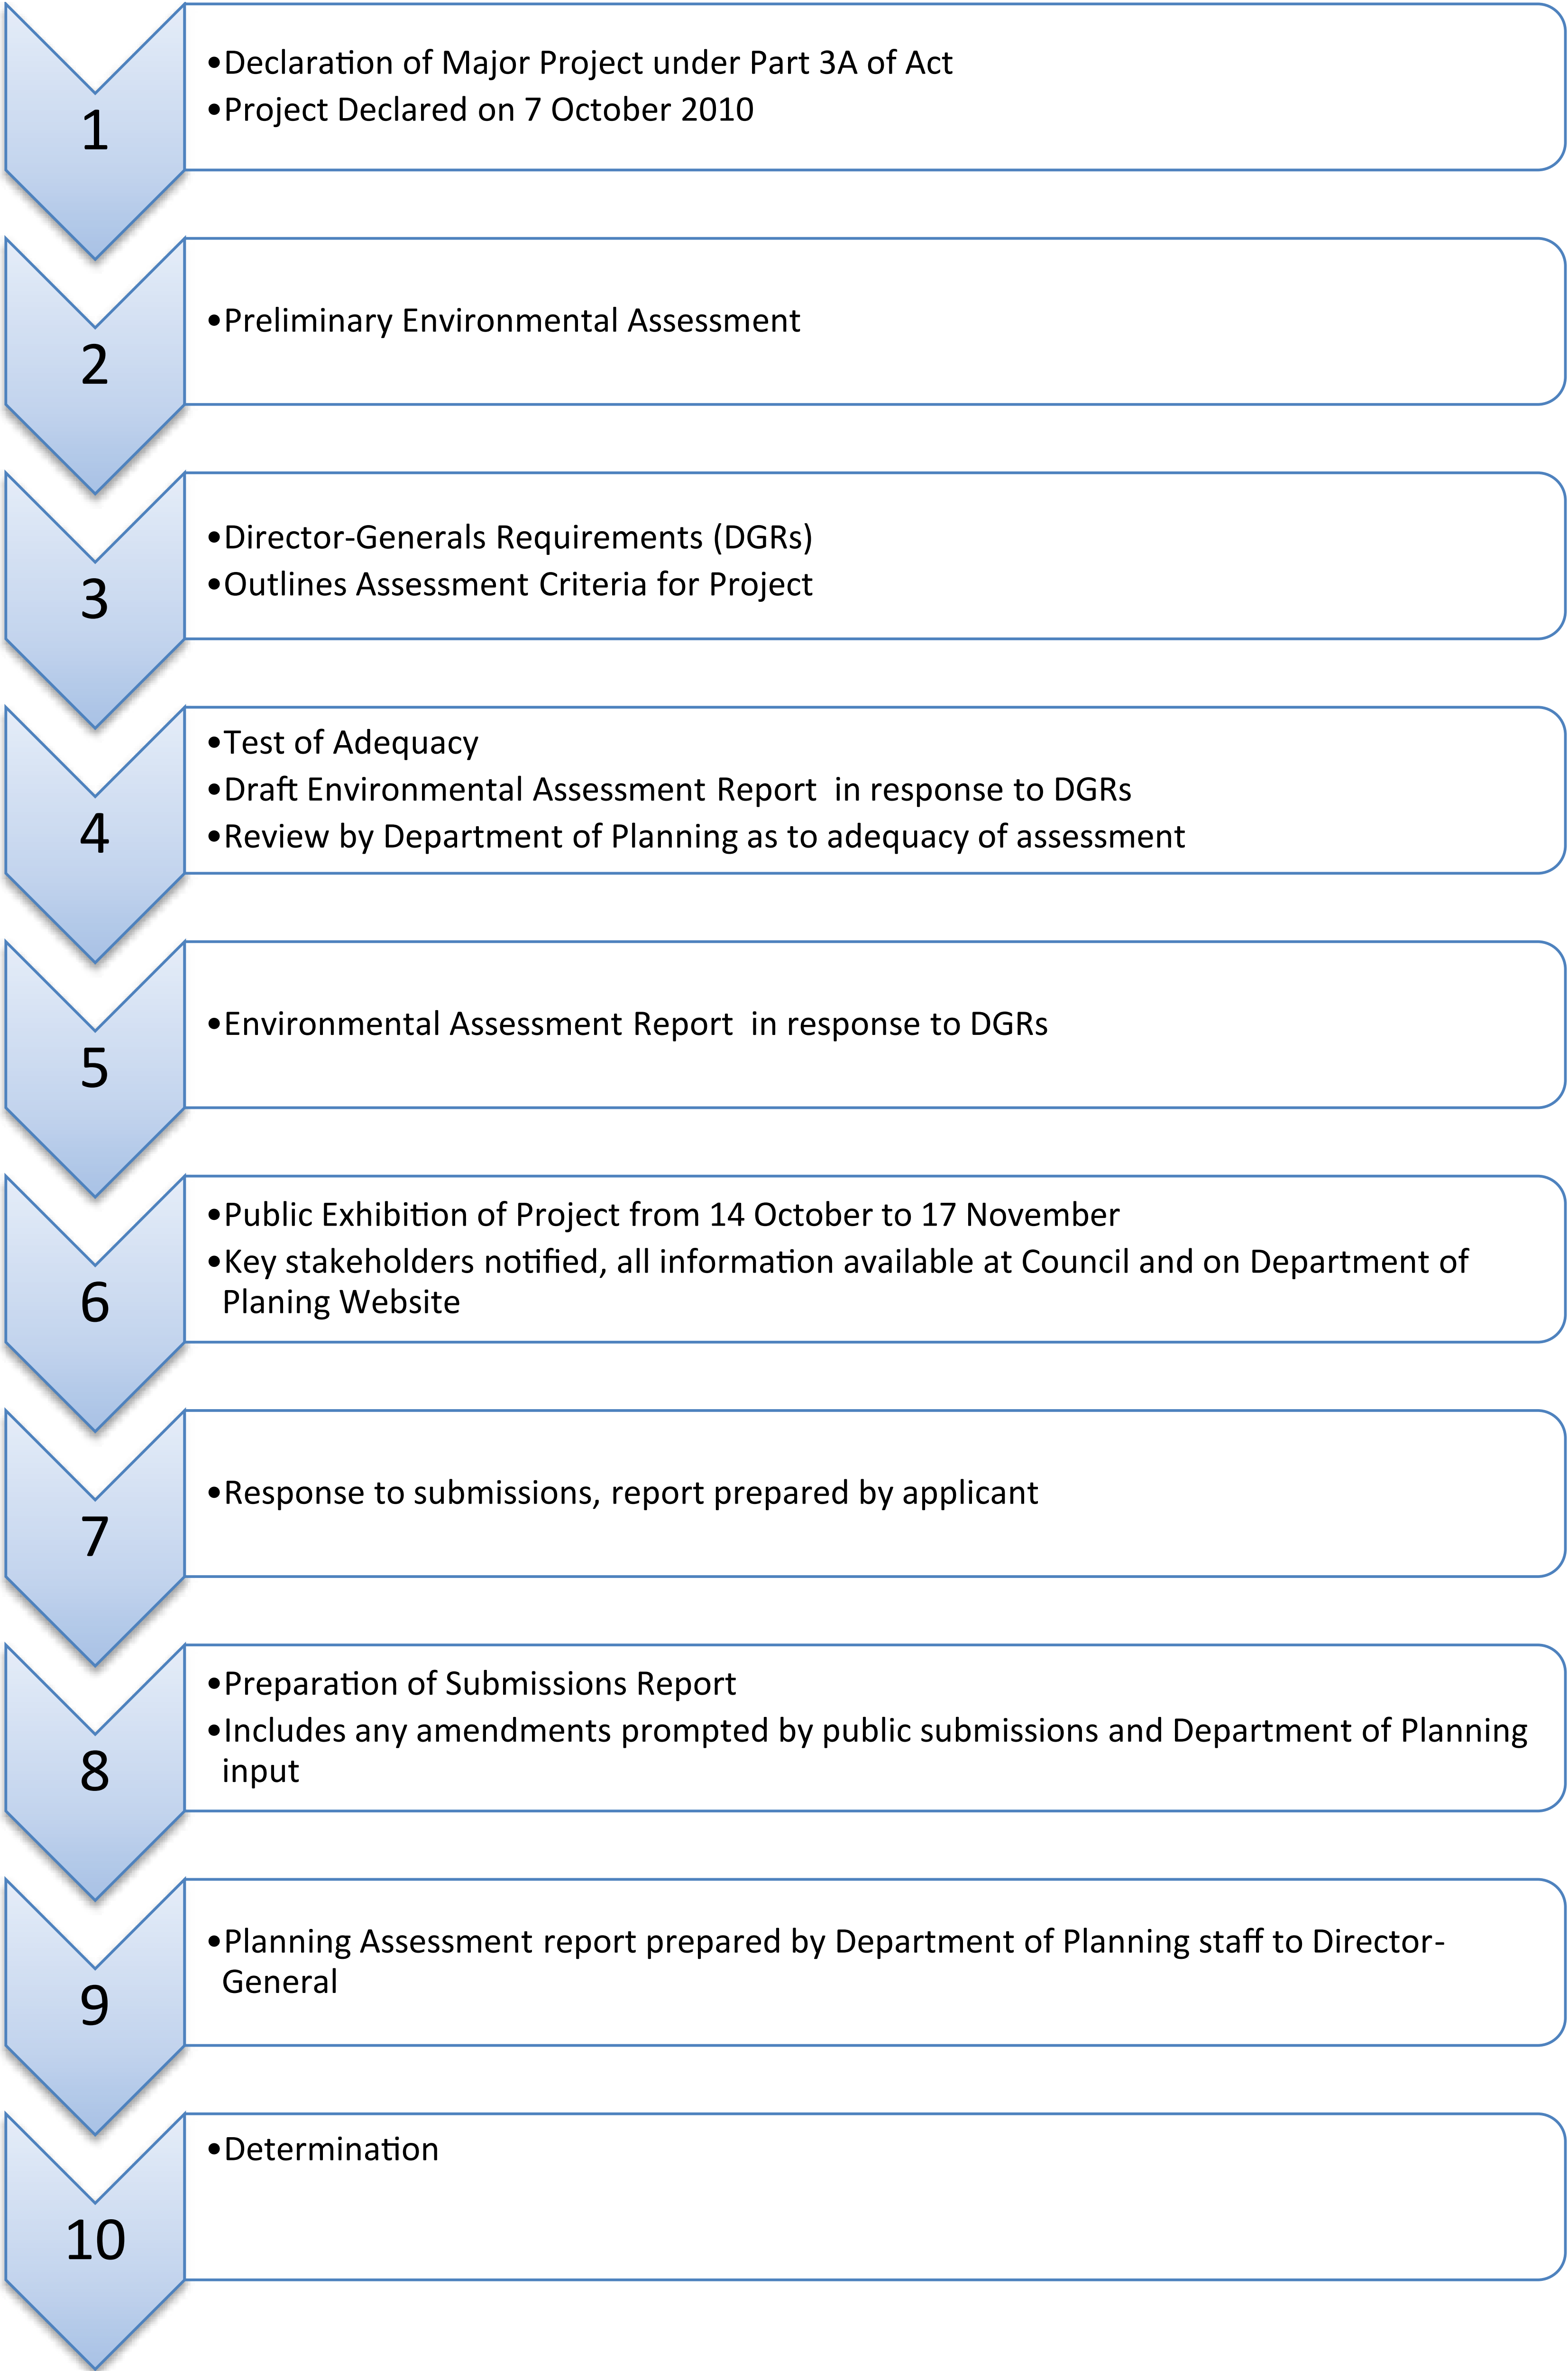 1
•Declaration of Major Project under Part 3A of Act
•Project Declared on 7 October 2010
2
•Preliminary Environmental Assessment
3
•Director-Generals Requirements (DGRs)
•Outlines Assessment Criteria for Project
4
•Test of Adequacy
•Draft Environmental Assessment Report  in response to DGRs
•Review by Department of Planning as to adequacy of assessment
5
•Environmental Assessment Report  in response to DGRs
6
•Public Exhibition of Project from 14 October to 17 November
•Key stakeholders notified, all information available at Council and on Department of
Planing Website
7
•Response to submissions, report prepared by applicant
8
•Preparation of Submissions Report
•Includes any amendments prompted by public submissions and Department of Planning
input
9
•Planning Assessment report prepared by Department of Planning staff to Director-
General
10
•Determination